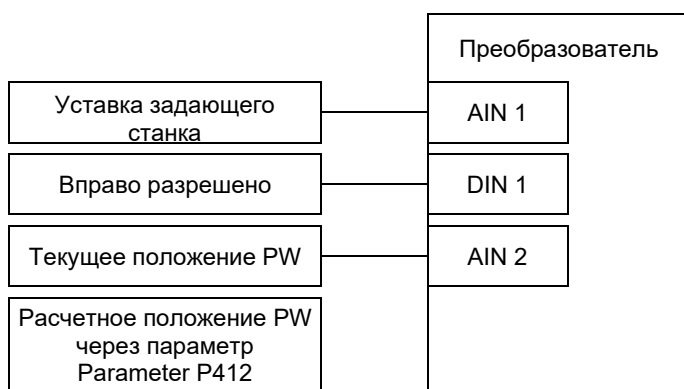 Преобразователь
Уставка задающего
станка
AIN 1
Вправо разрешено
DIN 1
Текущее положение PW
AIN 2
Расчетное положение PW
через параметр
Parameter P412